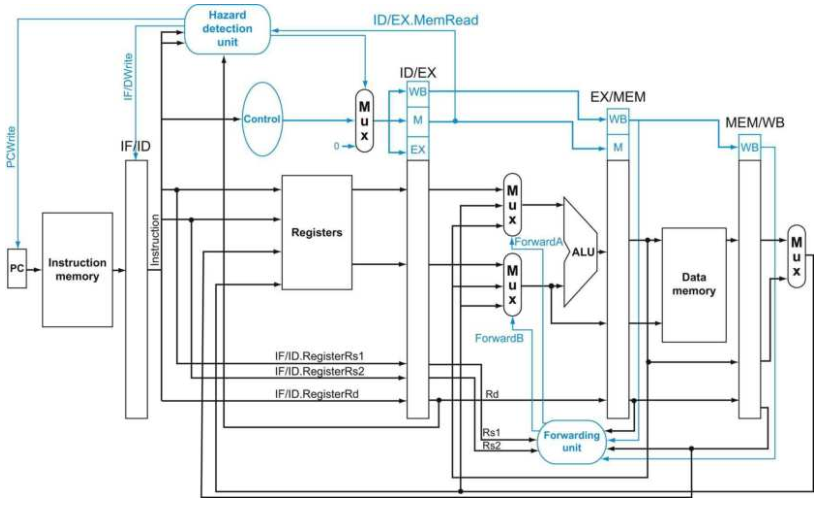 Hazard
detection
unit
ID/EX.MemRead
PCWrite
IF/DWrite
Control
0
Mux
ID/EX
WB
M
EX
EX/MEM
WB
M
MEM/WB
WB
IF/ID
PC
Instruction
memory
Instruction
Registers
Mux
ForwardA
Mux
ForwardB
ALU
Data
memory
Mux
IF/ID.RegisterRs1
IF/ID.RegisterRs2
IF/ID.RegisterRd
Rd
Rs1
Rs2
Forwarding
unit